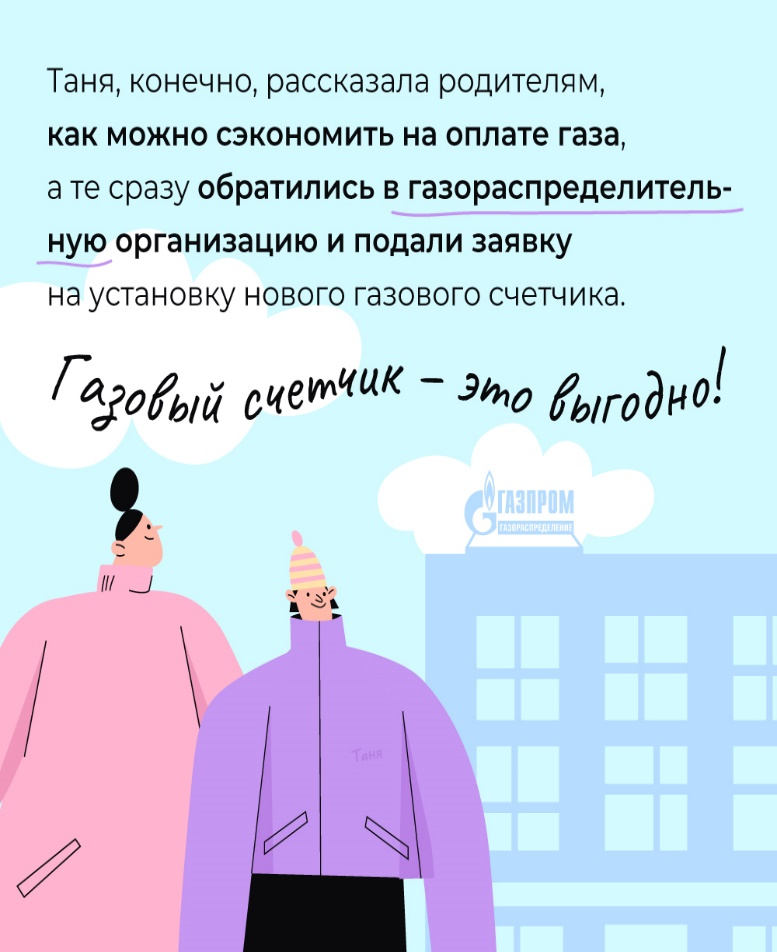 Таня, конечно, рассказала родителям,
как можно сэкономить на оплате газа,
а те сразу обратились в газораспределитель-
ную организацию и подали заявку
на установку нового газового счетчика.
Газовый счетчик – это выгодно!
ГАЗПРОМ
ГАЗОРАСПРЕДЕЛЕНИЕ
Таня